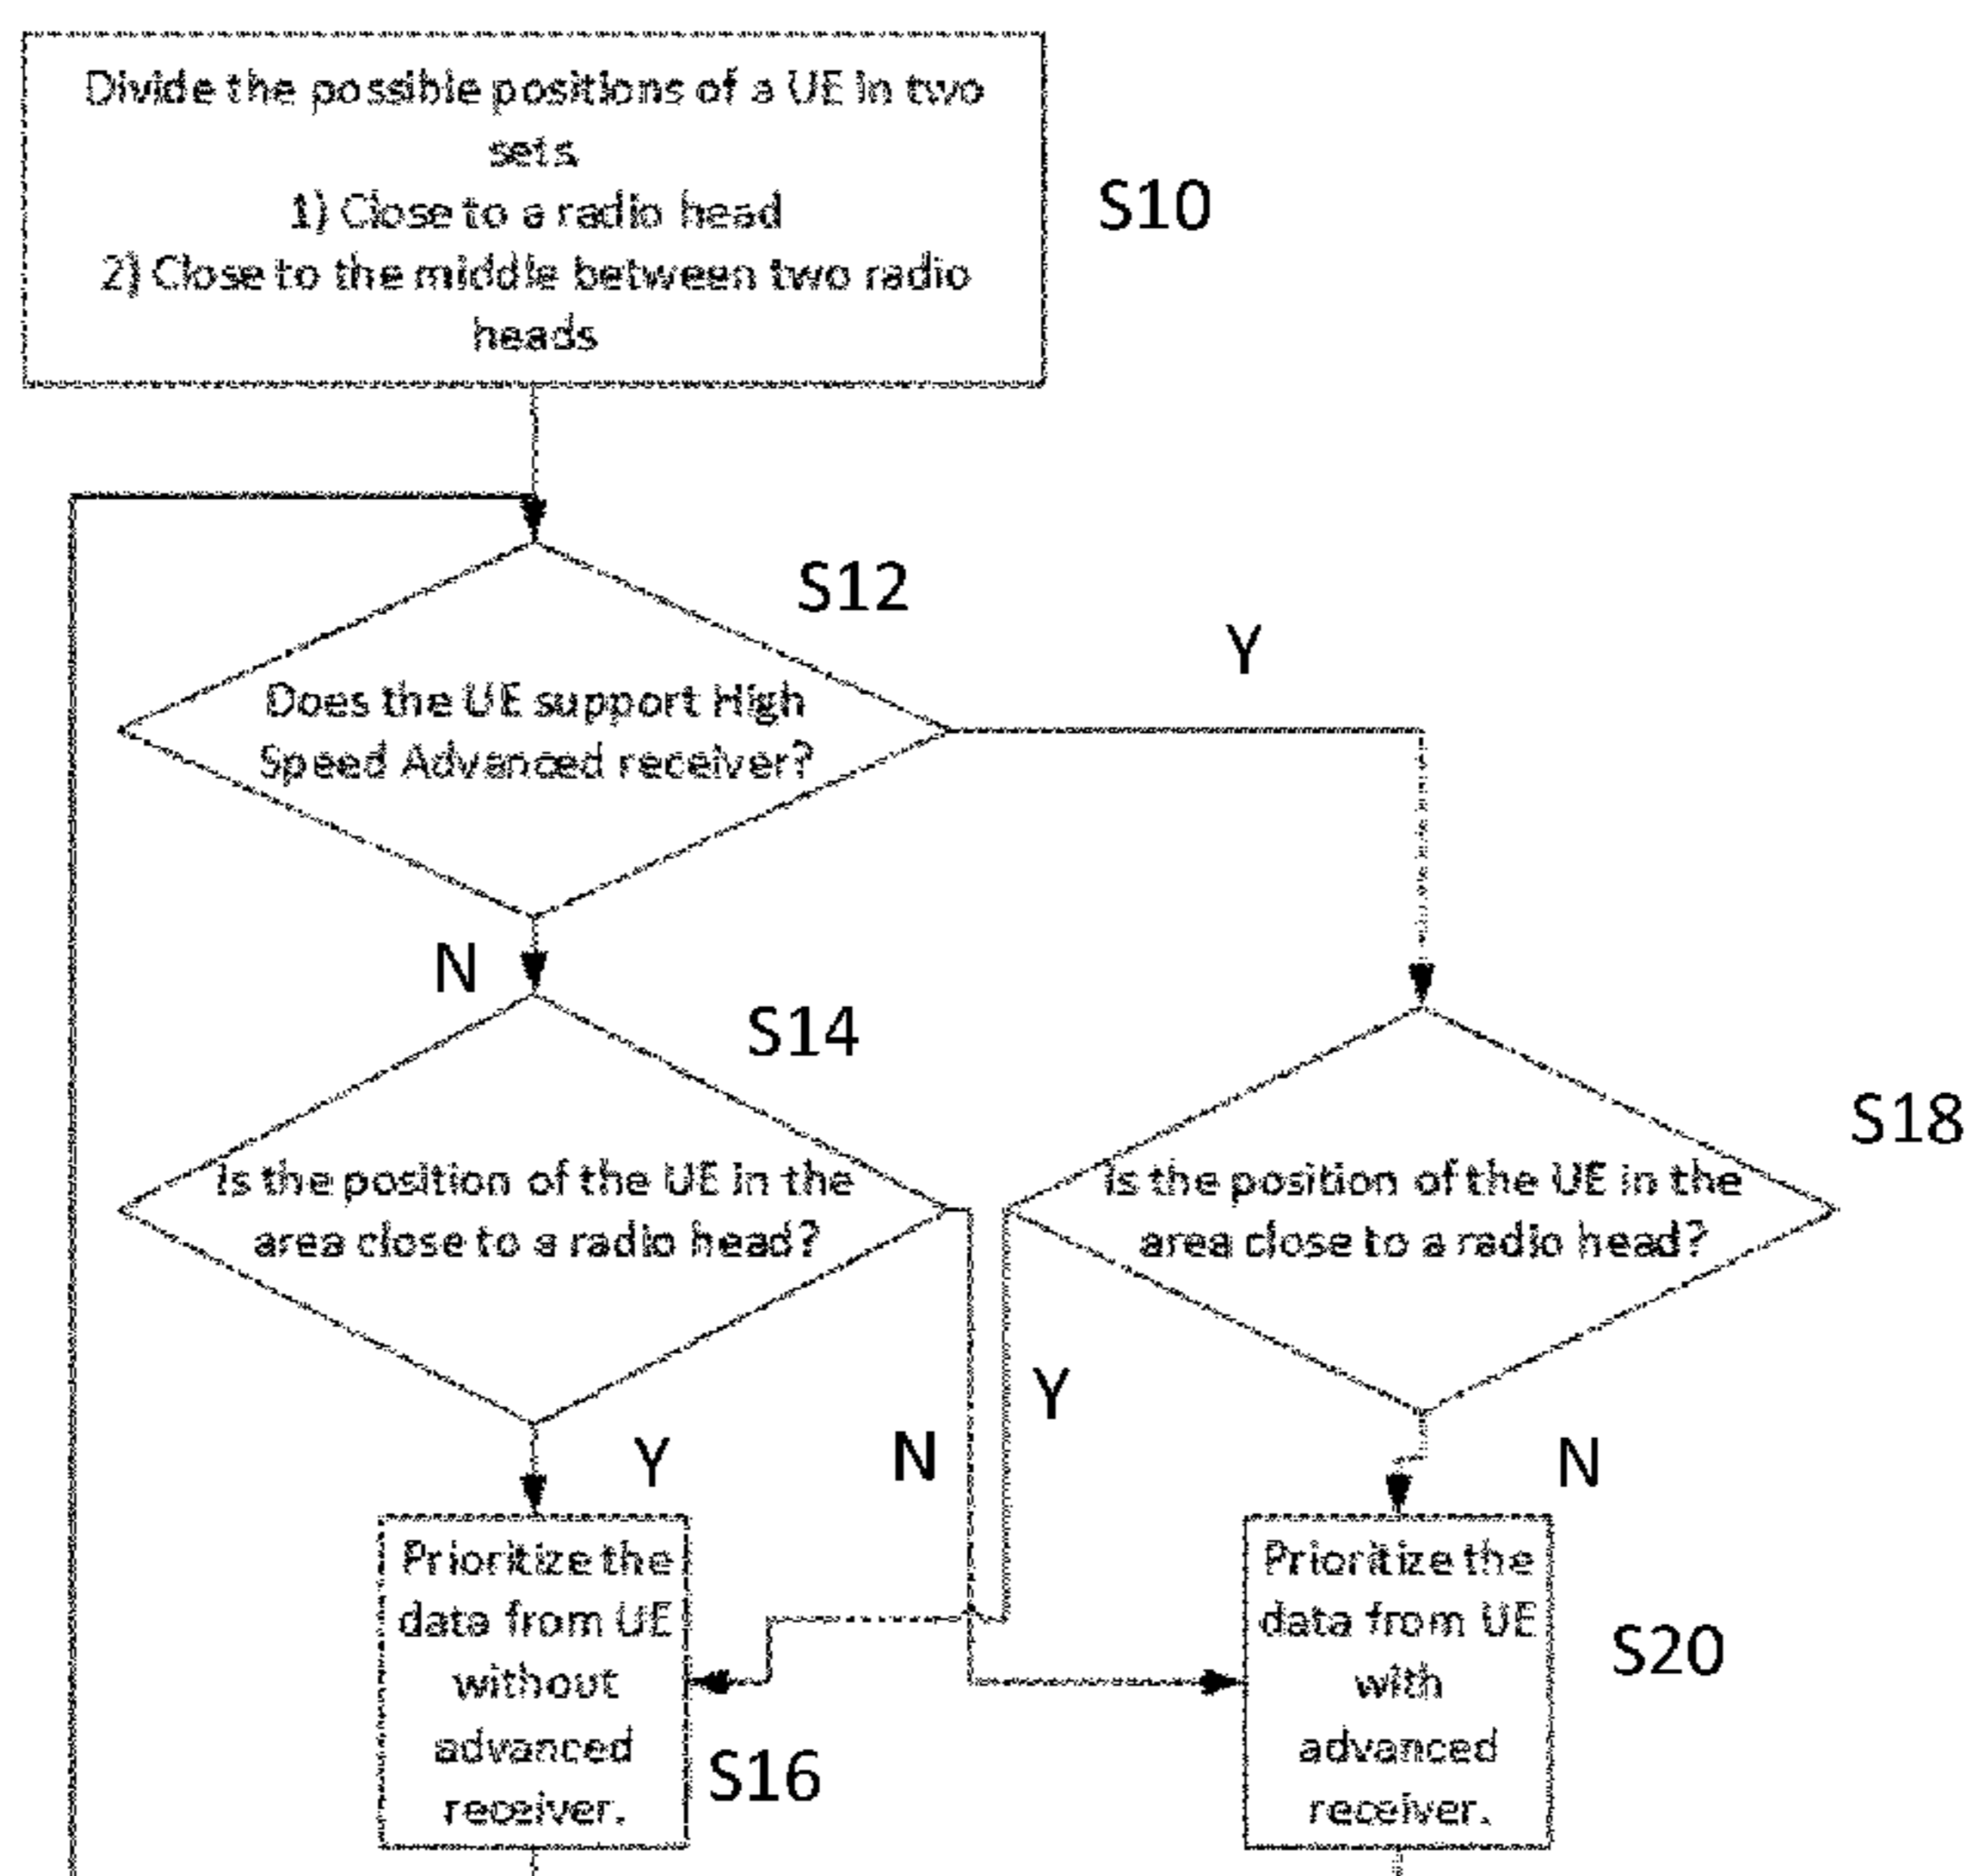 Divide the possible positions of a UE in two
sets
1) Close to a radio head
2) Close to the middle between two radio
heads
S10
S12
Y
Does the UE support High
Speed Advanced receiver?
N
S14
S18
Is the position of the UE in the
area close to a radio head?
Is the position of the UE in the
area close to a radio head?
Y
N
Y
N
Prioritize the
data from UE
without
advanced
receiver.
S16
Prioritize the
data from UE
with
advanced
receiver.
S20